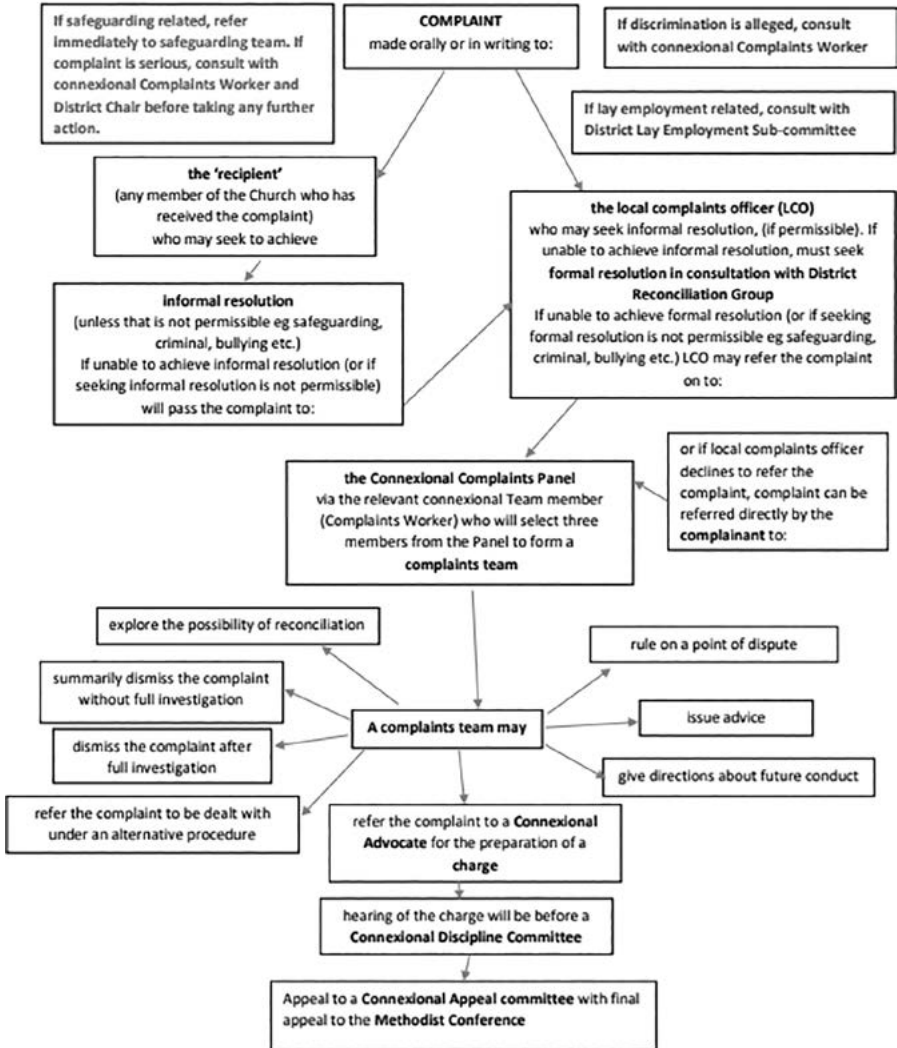 If safeguarding related, refer
immediately to safeguarding team. If
complaint is serious, consult with
connexional Complaints Worker and
District Chair before taking any further
action.
COMPLAINT
made orally or in writing to:
If discrimination is alleged, consult
with connexional Complaints Worker
If lay employment related, consult with
District Lay Employment Sub-committee
the 'recipient'
(any member of the Church who has
received the complaint)
who may seek to achieve
the local complaints officer (LCO)
who may seek informal resolution, (if permissible). If
unable to achieve informal resolution, must seek
formal resolution in consultation with District
Reconciliation Group
If unable to achieve formal resolution (or if seeking
formal resolution is not permissible eg safeguarding,
criminal, bullying etc.) LCO may refer the complaint
on to:
informal resolution
(unless that is not permissible eg safeguarding,
criminal, bullying etc.)
If unable to achieve informal resolution (or if
seeking informal resolution is not permissible)
will pass the complaint to:
or if local complaints officer
declines to refer the
complaint, complaint can be
referred directly by the
complainant to:
the Connexional Complaints Panel
via the relevant connexional Team member
(Complaints Worker) who will select three
members from the Panel to form a
complaints team
explore the possibility of reconciliation
rule on a point of dispute
summarily dismiss the complaint
without full investigation
A complaints team may
issue advice
dismiss the complaint after
full investigation
give directions about future conduct
refer the complaint to be dealt with
under an alternative procedure
refer the complaint to a Connexional
Advocate for the preparation of a
charge
hearing of the charge will be before a
Connexional Discipline Committee
Appeal to a Connexional Appeal committee with final
appeal to the Methodist Conference